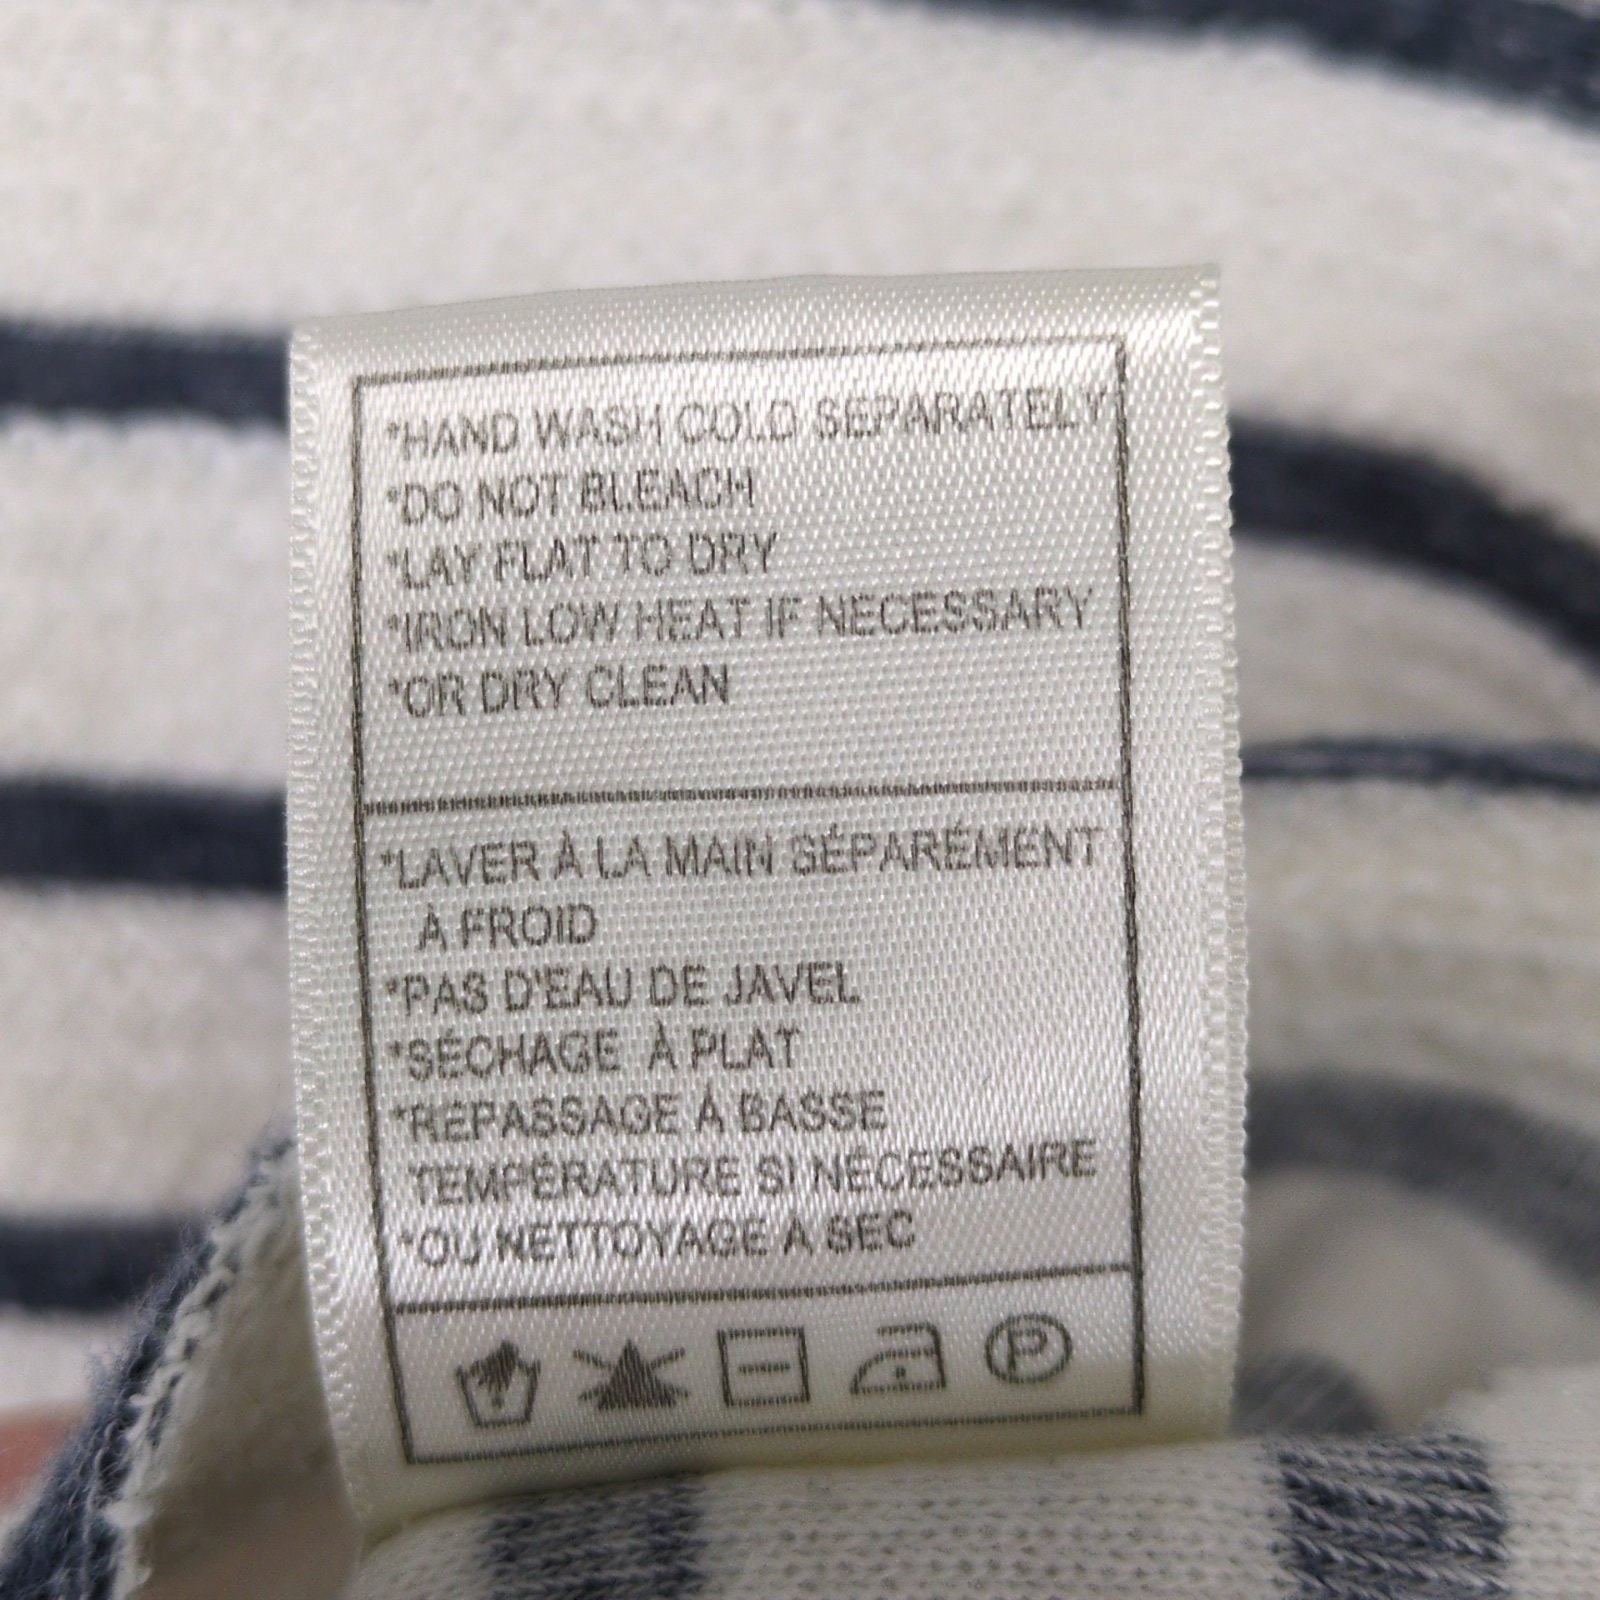 *HAND WASH COLD SEPARATELY
*DO NOT BLEACH
*LAY FLAT TO DRY
*IRON LOW HEAT IF NECESSARY
*OR DRY CLEAN
*LAVER À LA MAIN SÉPARÉMENT
À FROID
*PAS D'EAU DE JAVEL
*SÉCHAGE À PLAT
*REPASSAGE À BASSE
TEMPÉRATURE SI NÉCESSAIRE
*OU NETTOYAGE A SEC
P